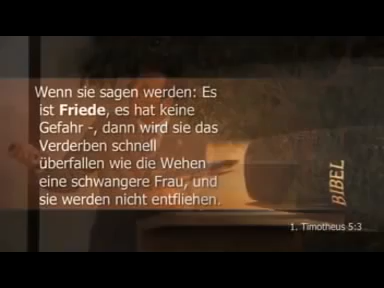 Wenn sie sagen werden: Es
ist Friede, es hat keine
Gefahr -, dann wird sie das
Verderben schnell
überfallen wie die Wehen
eine schwangere Frau, und
sie werden nicht entfliehen.
BIBEL
1. Timotheus 5:3